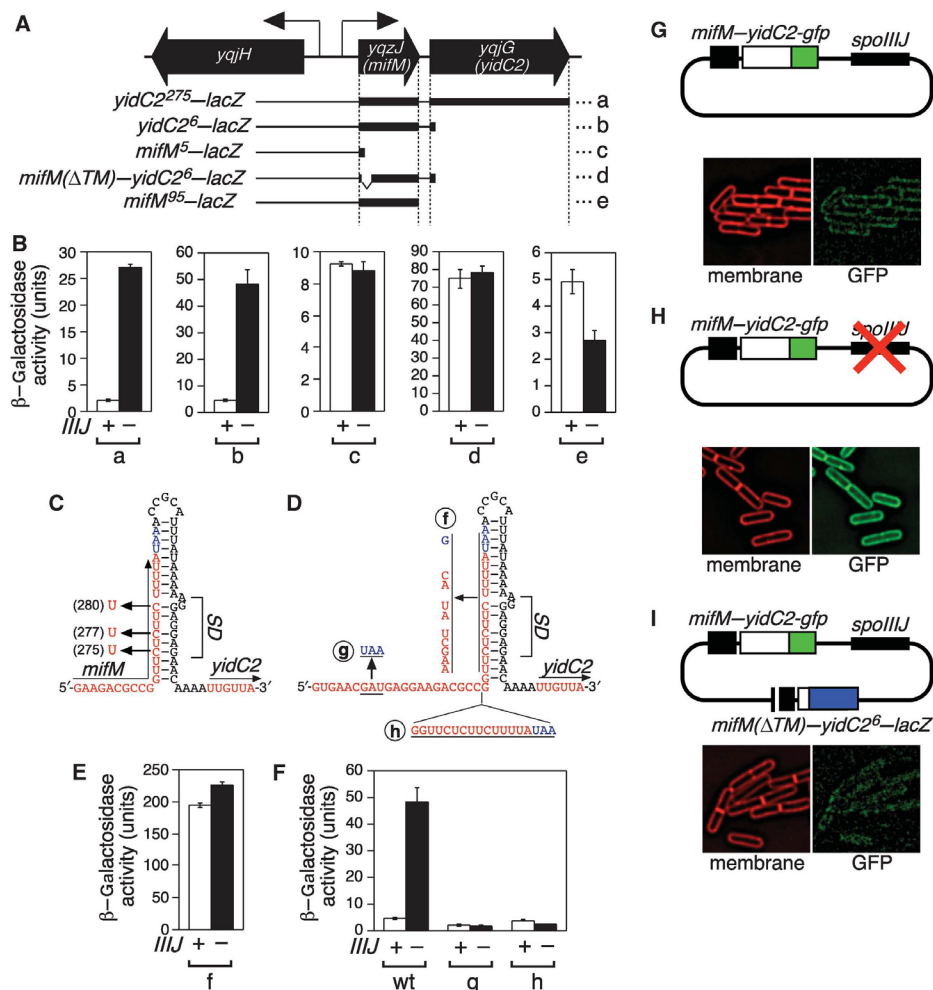 A
yqjH
yqzJ
(mifM)
yqjG
(yidC2)
yidC2²⁷⁵–lacZ
··· a
yidC2⁶–lacZ
··· b
mifM⁵–lacZ
··· c
mifM(ΔTM)–yidC2⁶–lacZ
··· d
mifM⁹⁵–lacZ
··· e
B
β–Galactosidase
activity (units)
30
25
20
15
10
5
0
60
50
40
30
20
10
0
10
8
6
4
2
0
90
80
70
60
50
40
30
20
10
0
6
5
4
3
2
1
0
IIIJ + – + – + – + – + –
a b c d e
C
(280) U
(277) U
(275) U
SD
mifM
yidC2
5′-GAAGACGCCG
AAAAUUGUUA-3′
D
f
G
CA
UA
UCGAA
SD
g
UAA
yidC2
5′-GUGAACGAUGAGGAAGACGCCG
AAAAUUGUUA-3′
h
GGUUCUCUUCUUUUAUAA
E
β–Galactosidase
activity (units)
250
200
150
100
50
0
IIIJ + –
f
F
β–Galactosidase
activity (units)
60
50
40
30
20
10
0
IIIJ + – + – + –
wt g h
G
mifM–yidC2-gfp
spoIIIJ
membrane
GFP
H
mifM–yidC2-gfp
spoIIIJ
membrane
GFP
I
mifM–yidC2-gfp
spoIIIJ
mifM(ΔTM)–yidC2⁶–lacZ
membrane
GFP